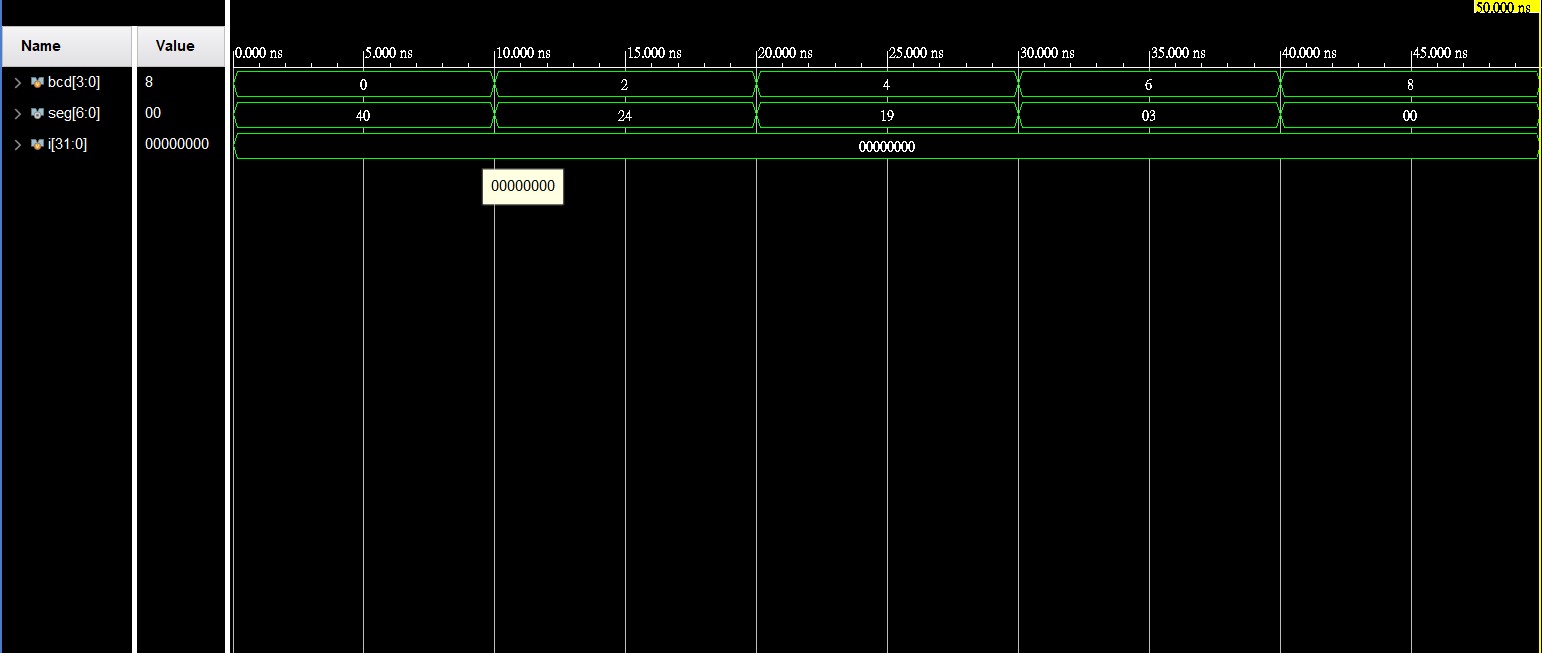 50.000 ns
Name Value 0.000 ns 5.000 ns 10.000 ns 15.000 ns 20.000 ns 25.000 ns 30.000 ns 35.000 ns 40.000 ns 45.000 ns
bcd[3:0] 8 0 2 4 6 8
seg[6:0] 00 40 24 19 03 00
i[31:0] 00000000 00000000
00000000